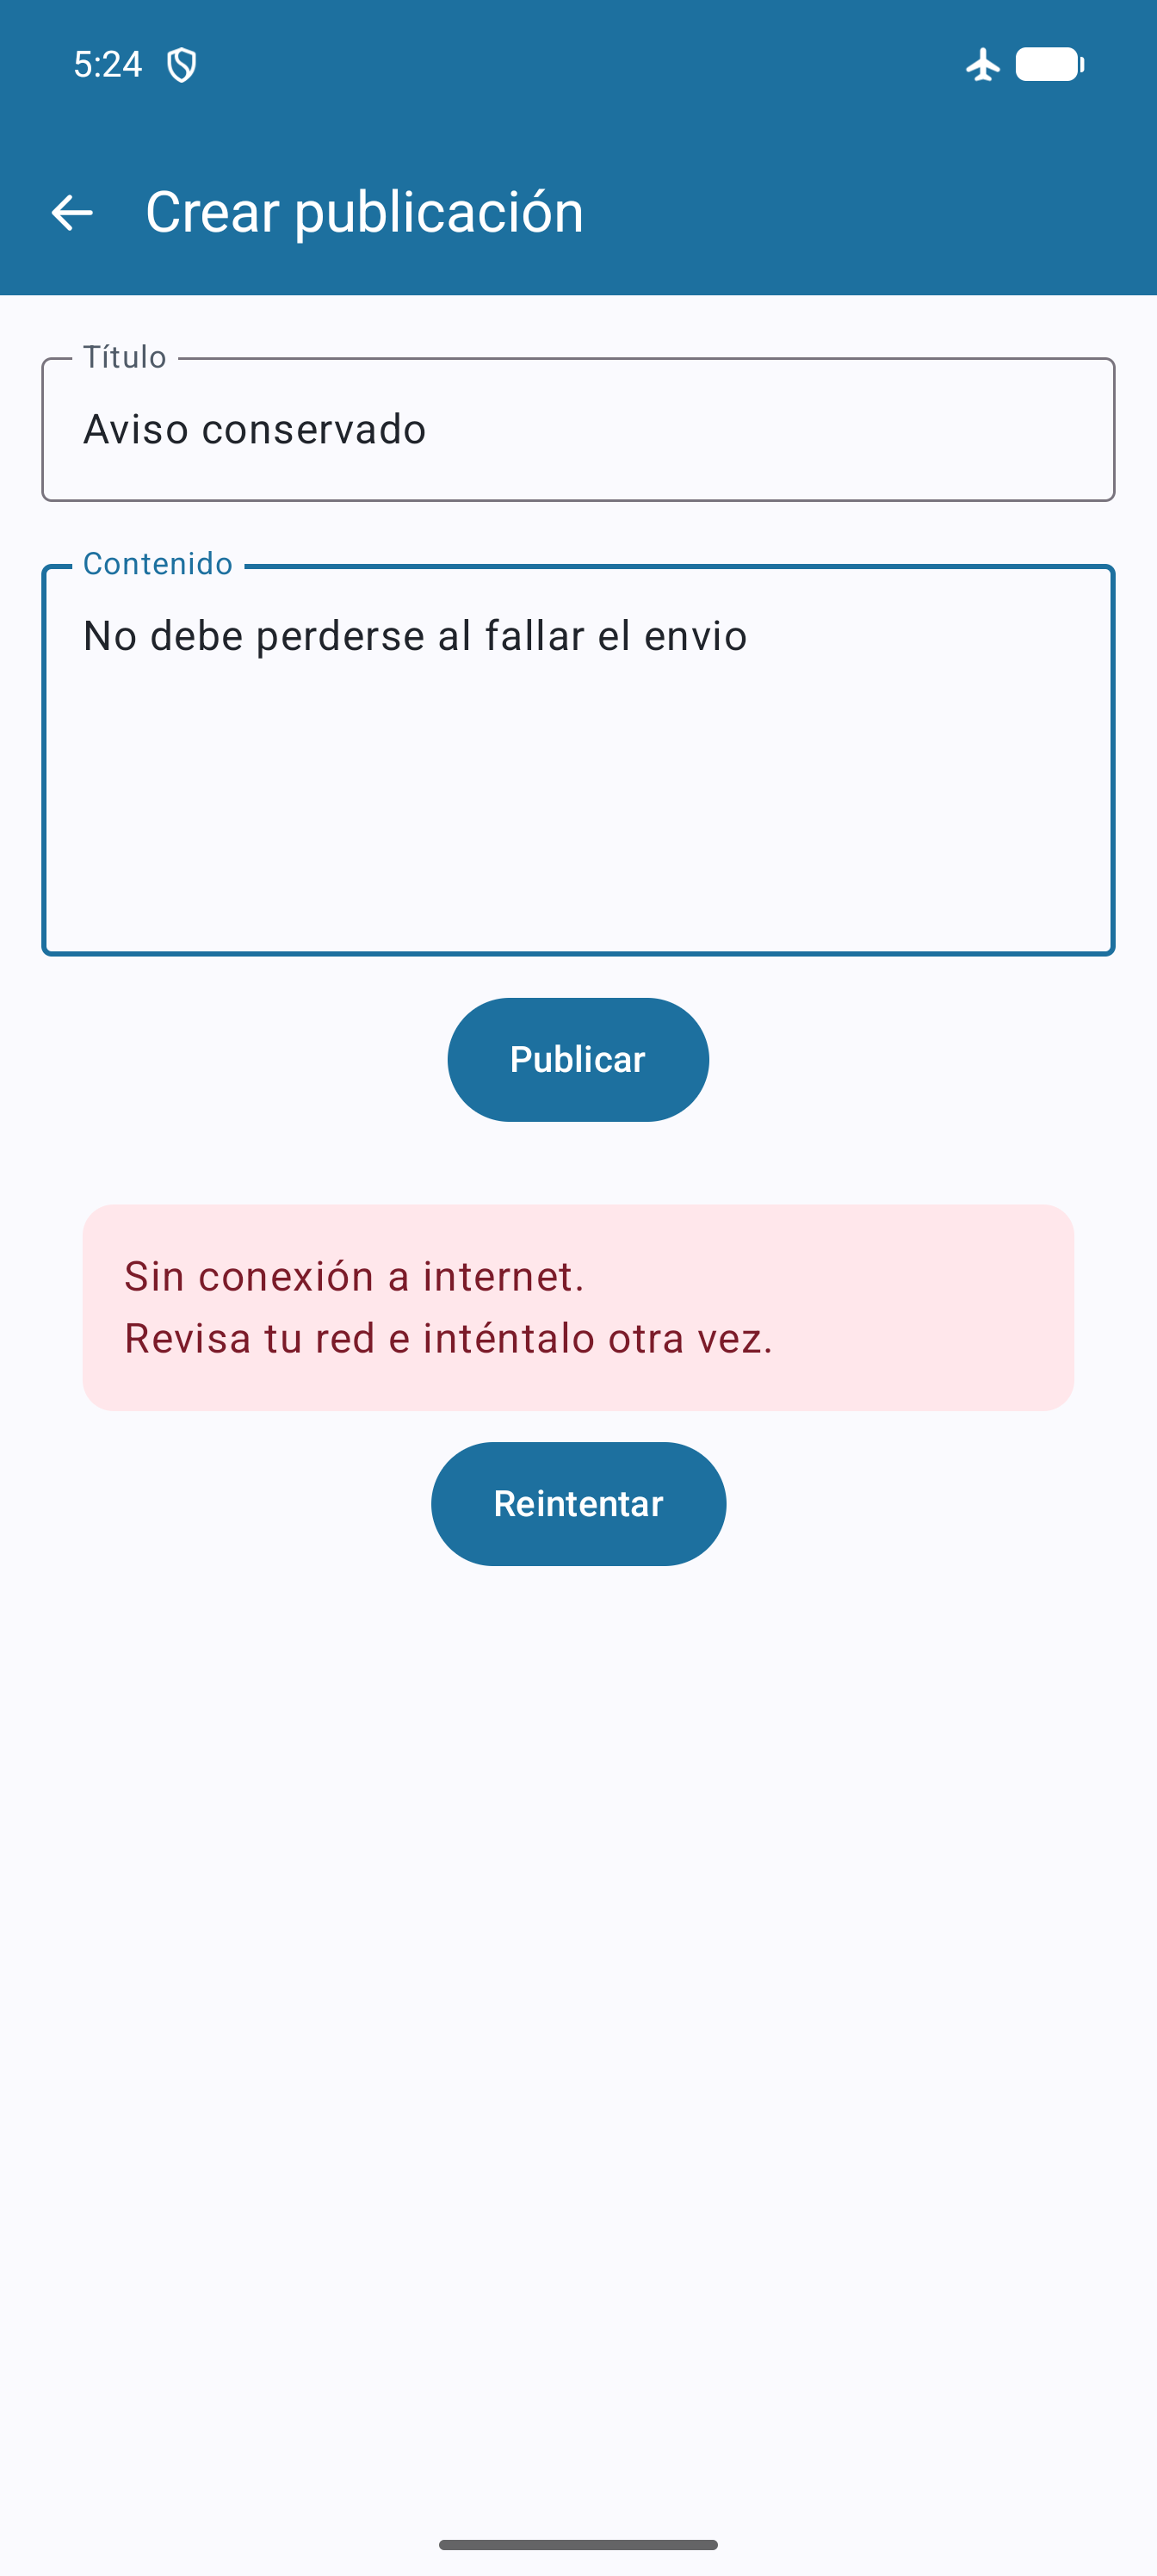 5:24
Crear publicación
Título
Aviso conservado
Contenido
No debe perderse al fallar el envio
Publicar
Sin conexión a internet.
Revisa tu red e inténtalo otra vez.
Reintentar